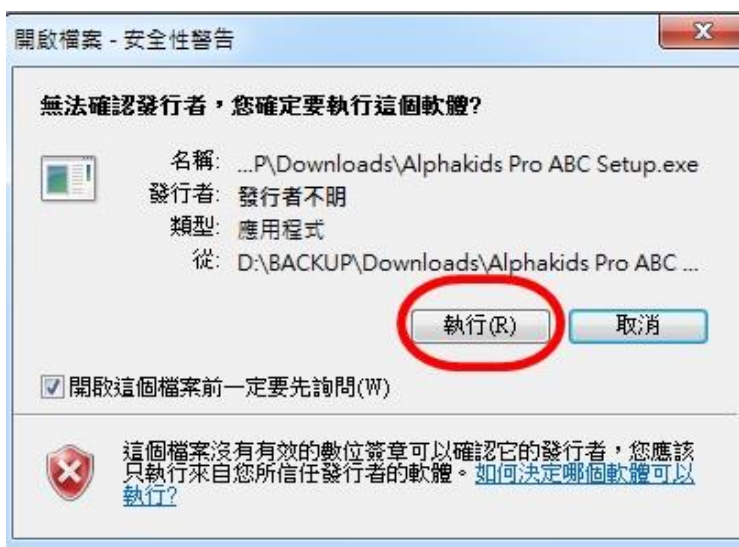 開啟檔案 - 安全性警告
無法確認發行者，您確定要執行這個軟體?
名稱: ...P\Downloads\Alphakids Pro ABC Setup.exe
發行者: 發行者不明
類型: 應用程式
從: D:\BACKUP\Downloads\Alphakids Pro ABC ...
執行(R) 取消
開啟這個檔案前一定要先詢問(W)
這個檔案沒有有效的數位簽章可以確認它的發行者，您應該
只執行來自您所信任發行者的軟體。如何決定哪個軟體可以
執行?